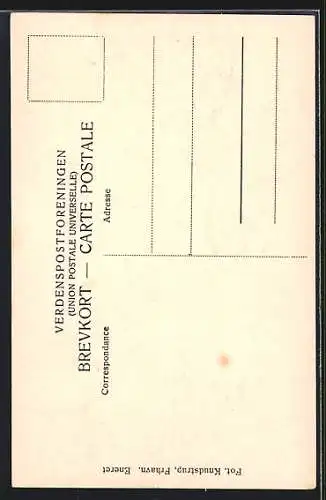 VERDENSPOSTFORENINGEN
(UNION POSTALE UNIVERSELLE)
BREVKORT — CARTE POSTALE
Correspondance
Adresse
Fot. Knudstrup, Frhavn. Eneret